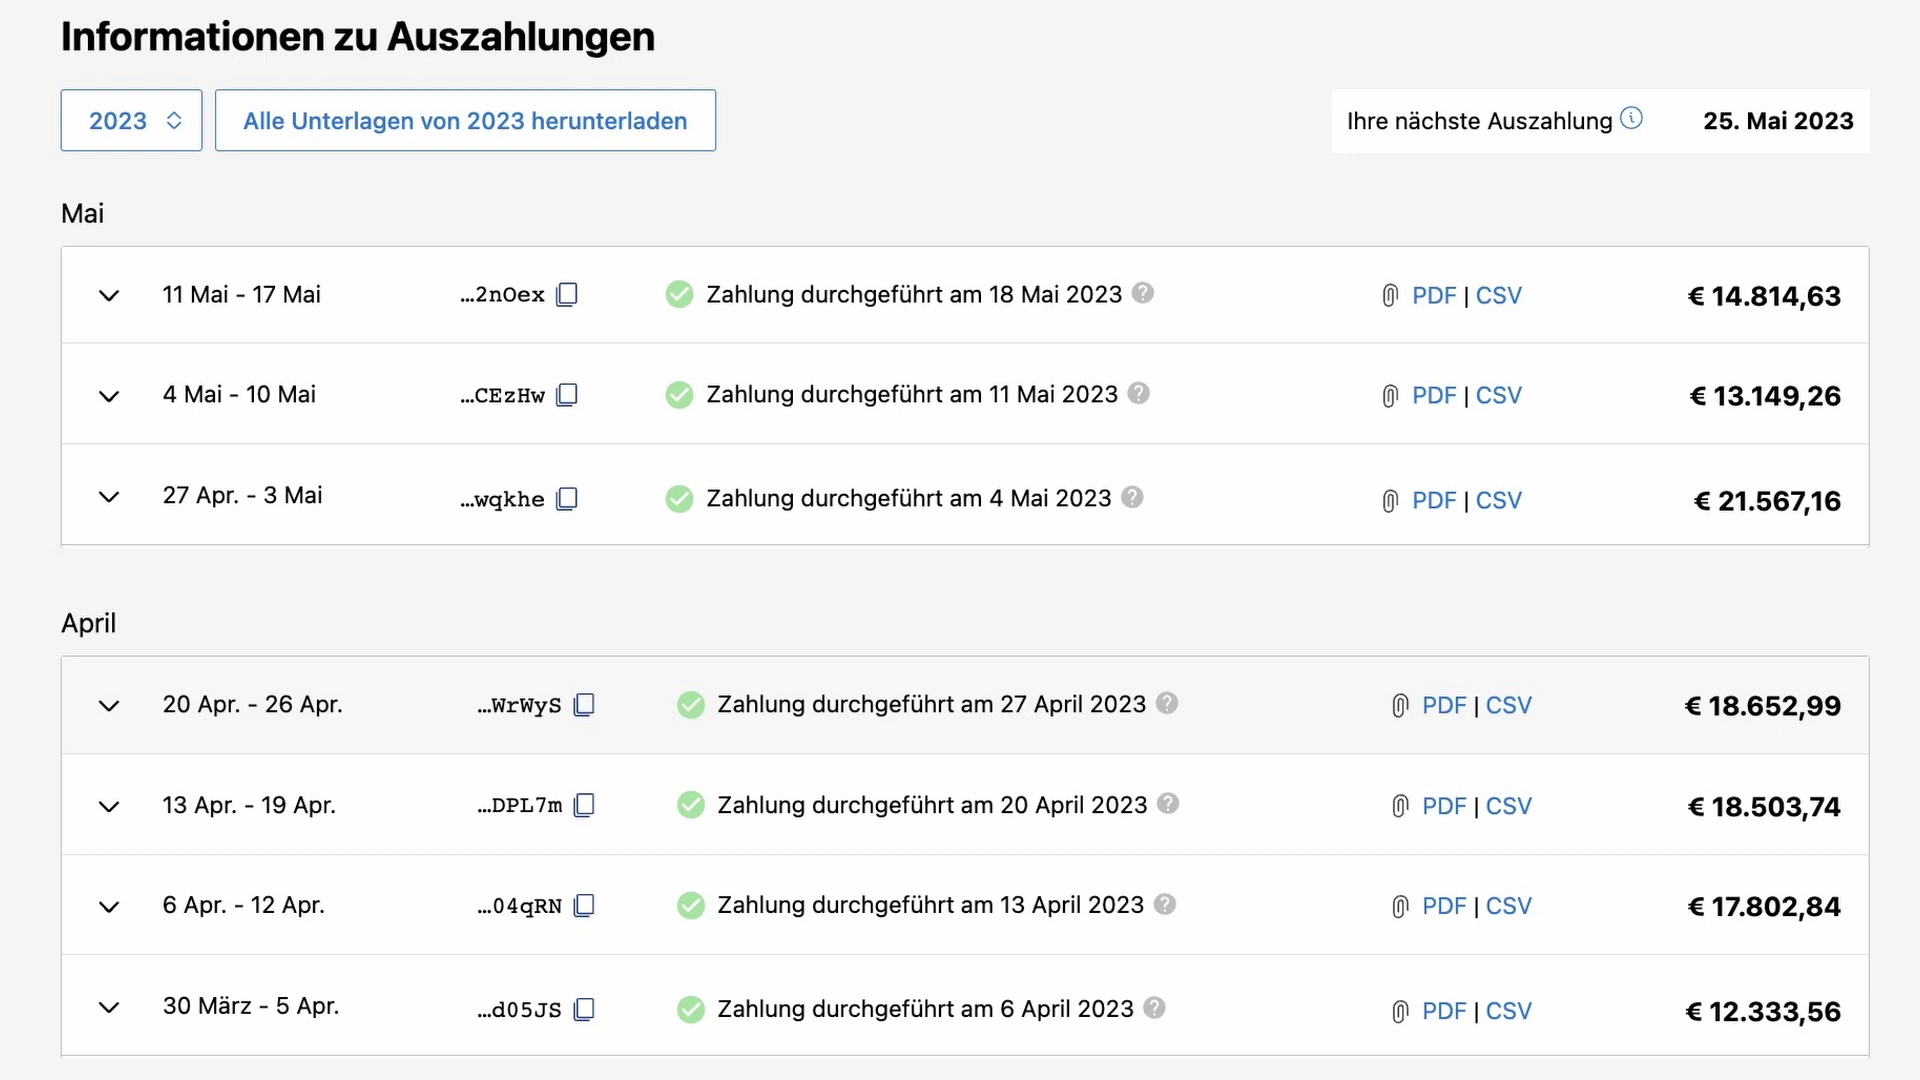 Informationen zu Auszahlungen
2023 Alle Unterlagen von 2023 herunterladen Ihre nächste Auszahlung 25. Mai 2023
Mai
11 Mai - 17 Mai ...2nOex Zahlung durchgeführt am 18 Mai 2023 PDF | CSV € 14.814,63
4 Mai - 10 Mai ...CEzHw Zahlung durchgeführt am 11 Mai 2023 PDF | CSV € 13.149,26
27 Apr. - 3 Mai ...wqkhe Zahlung durchgeführt am 4 Mai 2023 PDF | CSV € 21.567,16
April
20 Apr. - 26 Apr. ...WrWyS Zahlung durchgeführt am 27 April 2023 PDF | CSV € 18.652,99
13 Apr. - 19 Apr. ...DPL7m Zahlung durchgeführt am 20 April 2023 PDF | CSV € 18.503,74
6 Apr. - 12 Apr. ...04qRN Zahlung durchgeführt am 13 April 2023 PDF | CSV € 17.802,84
30 März - 5 Apr. ...d05JS Zahlung durchgeführt am 6 April 2023 PDF | CSV € 12.333,56